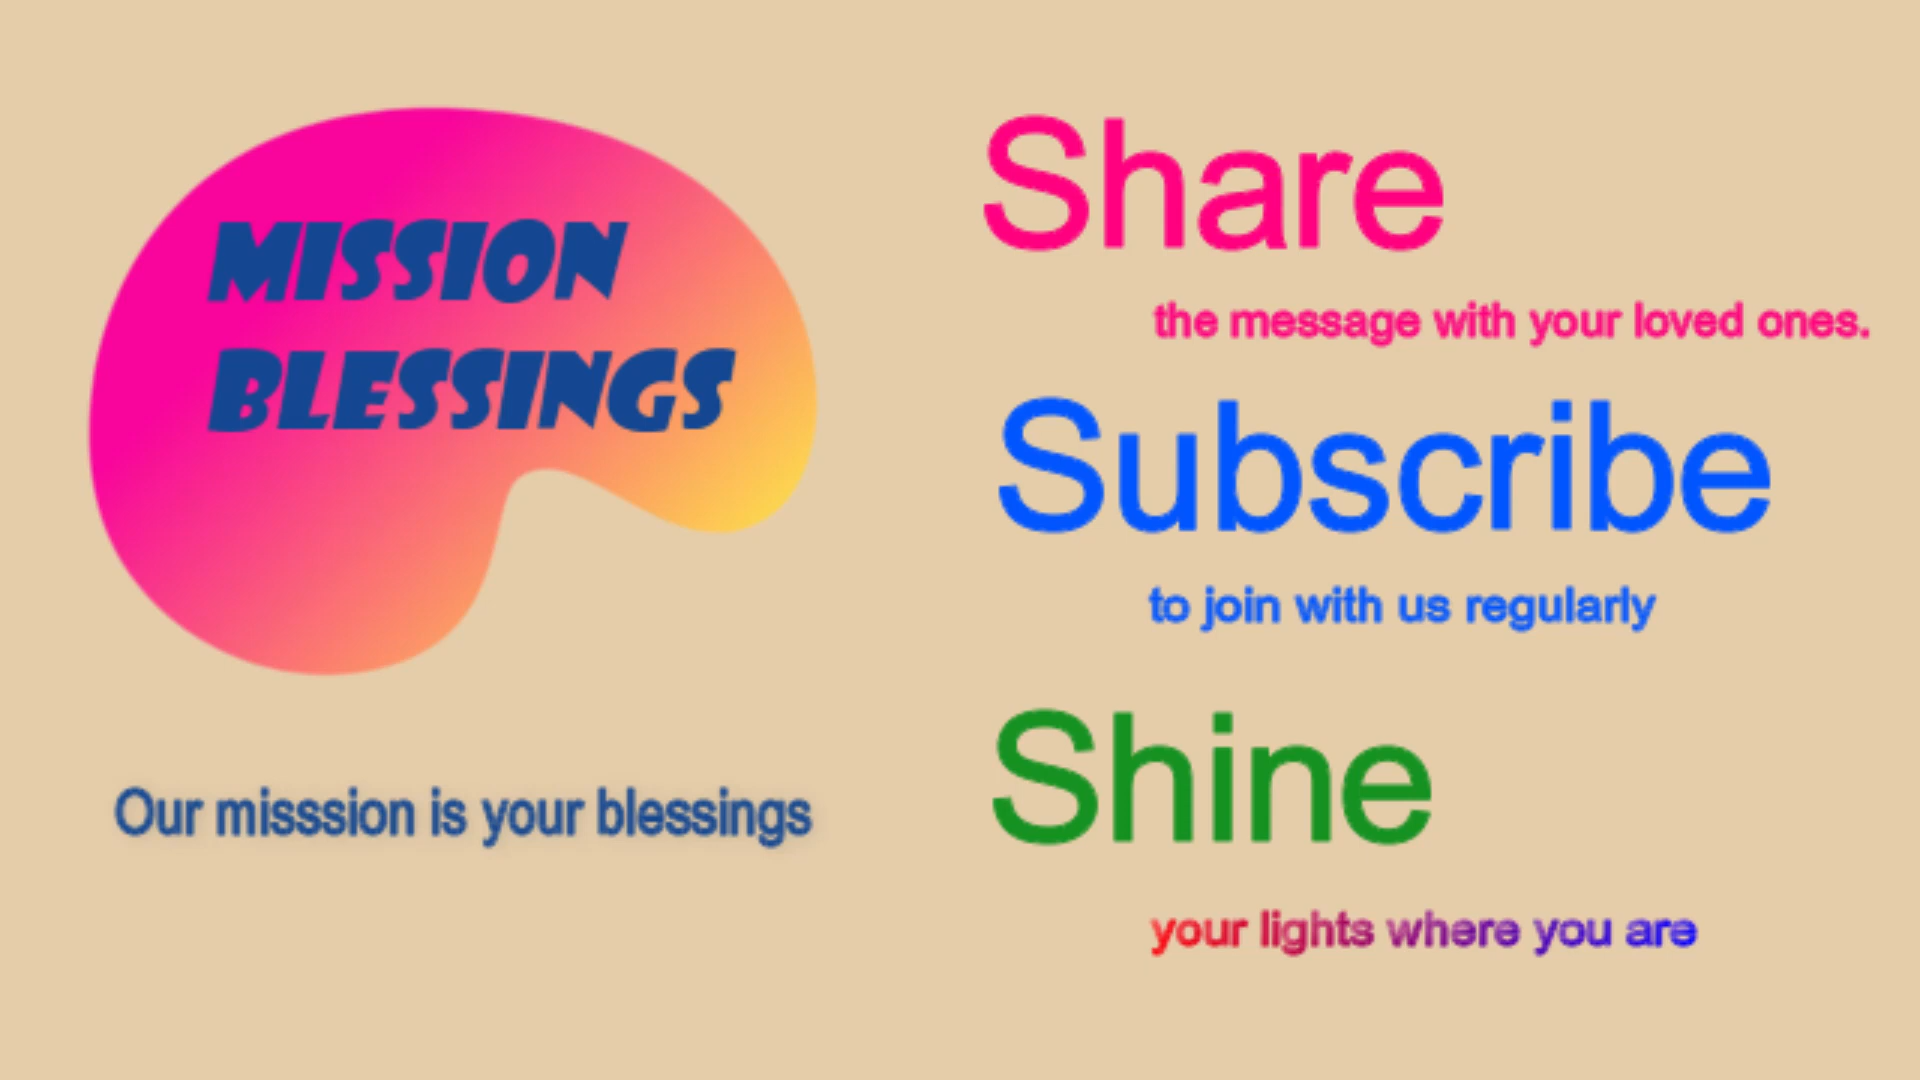 MISSION
BLESSINGS
Our misssion is your blessings
Share
the message with your loved ones.
Subscribe
to join with us regularly
Shine
your lights where you are